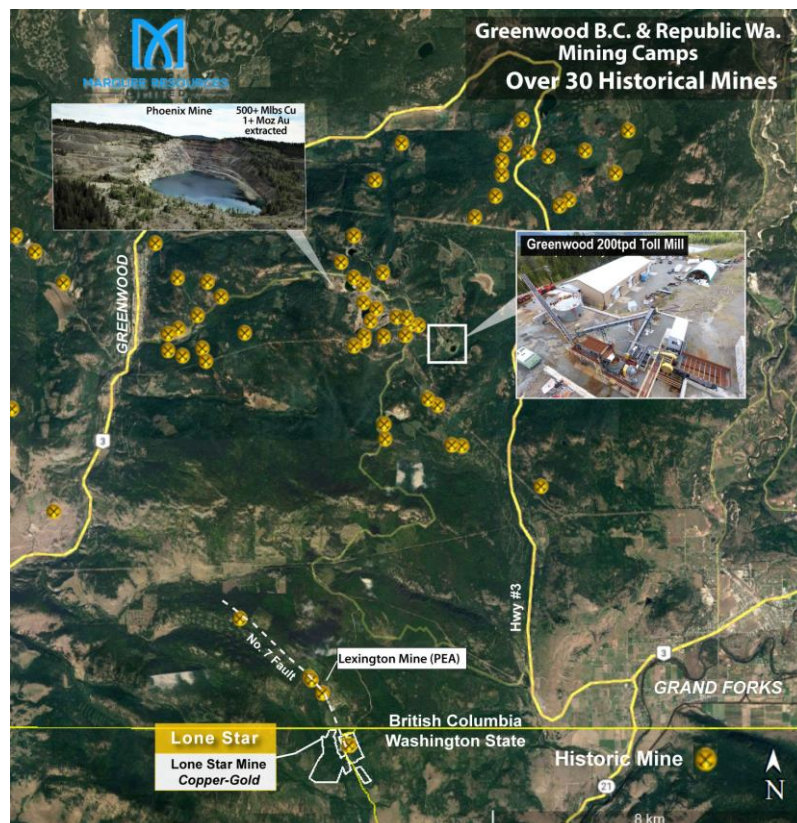 Greenwood B.C. & Republic Wa.
Mining Camps
Over 30 Historical Mines
MARQUEE RESOURCES
LIMITED
Phoenix Mine
500+ Mlbs Cu
1+ Moz Au
extracted
Greenwood 200tpd Toll Mill
GREENWOOD
3
Hwy #3
No. 7 Fault
Lexington Mine (PEA)
3
GRAND FORKS
British Columbia
Washington State
Lone Star
Lone Star Mine
Copper-Gold
Historic Mine
21
N
8 km